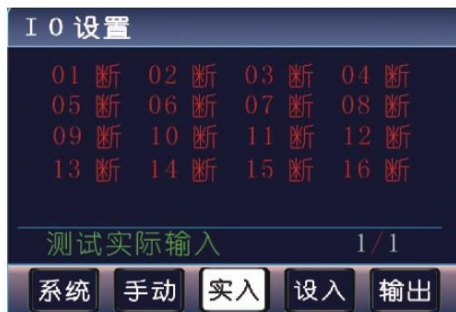 IO设置
01 断 02 断 03 断 04 断
05 断 06 断 07 断 08 断
09 断 10 断 11 断 12 断
13 断 14 断 15 断 16 断
测试实际输入 1/1
系统 手动 实入 设入 输出